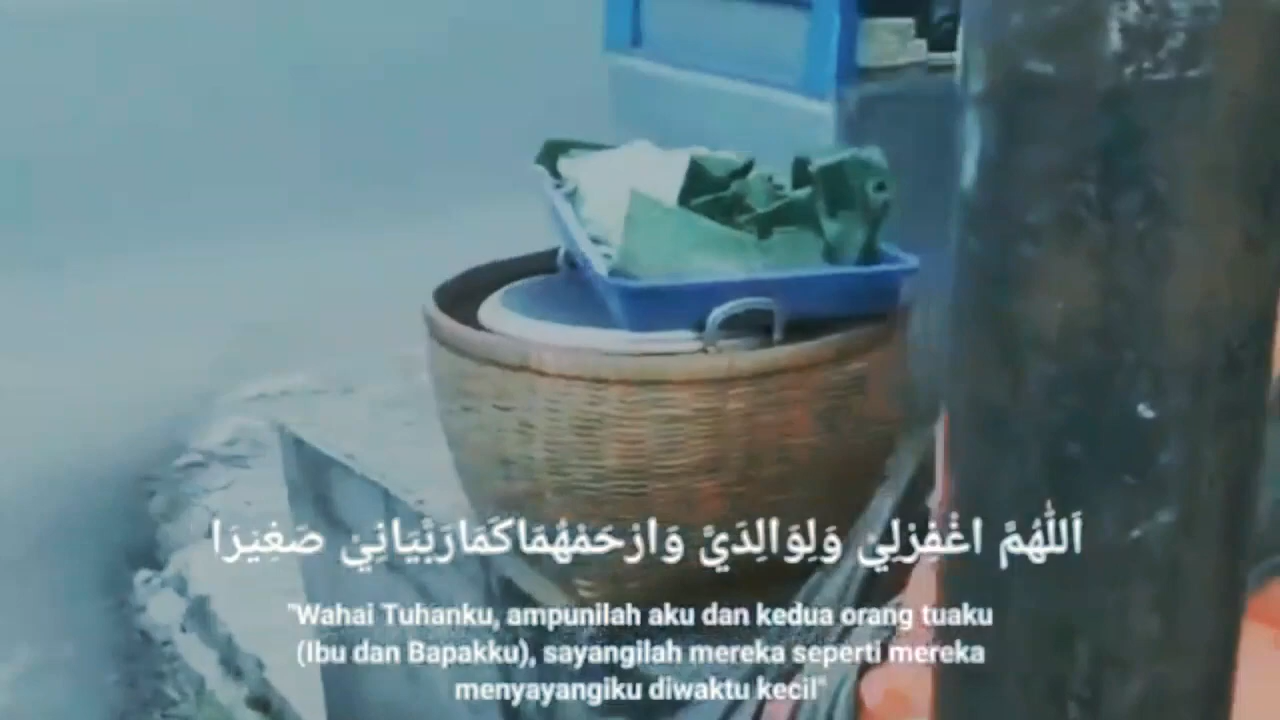 اَللّٰهُمَّ اغْفِرْلِيْ وَلِوَالِدَيَّ وَارْحَمْهُمَاكَمَارَبَّيَانِيْ صَغِيْرَا
"Wahai Tuhanku, ampunilah aku dan kedua orang tuaku
(Ibu dan Bapakku), sayangilah mereka seperti mereka
menyayangiku diwaktu kecil"